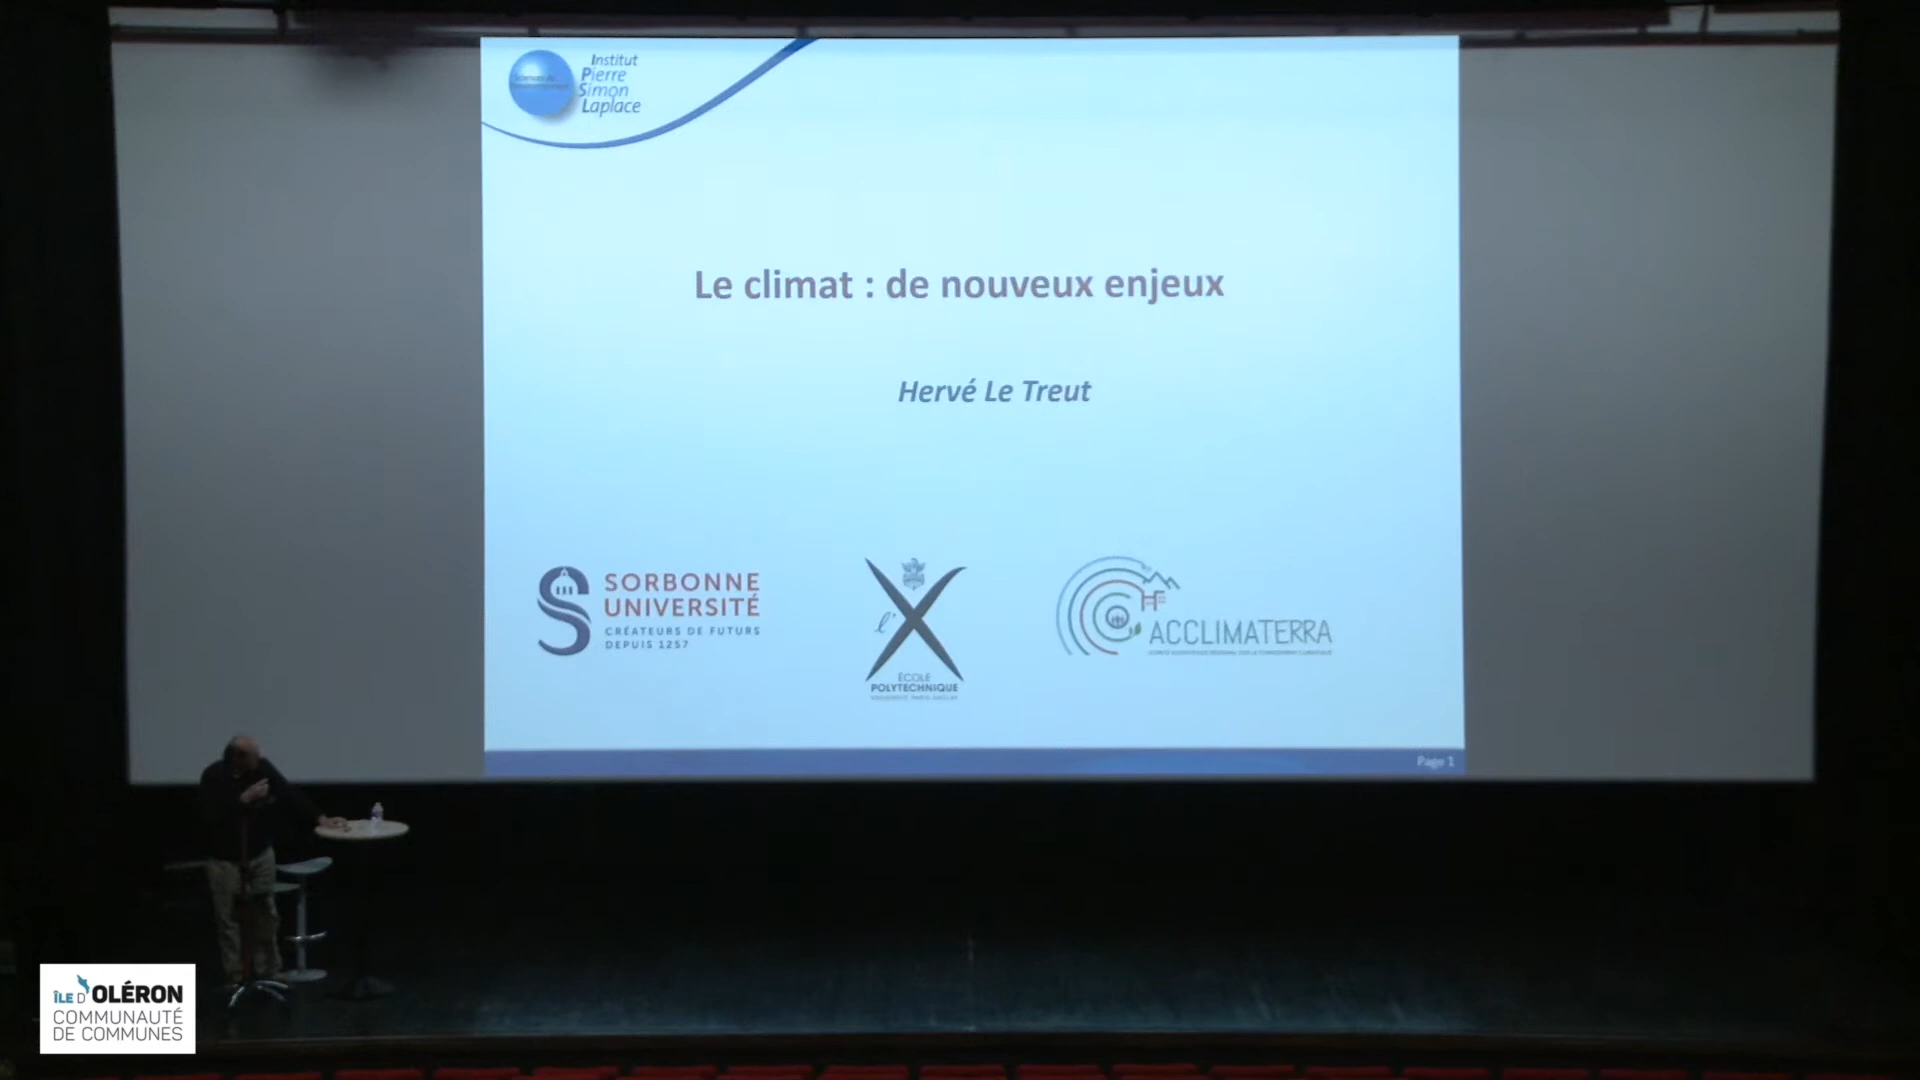 Institut
Pierre
Simon
Laplace
Le climat : de nouveux enjeux
Hervé Le Treut
SORBONNE
UNIVERSITÉ
CRÉATEURS DE FUTURS
DEPUIS 1257
l'X
ÉCOLE
POLYTECHNIQUE
ACCLIMATERRA
Page 1
ÎLE D'OLÉRON
COMMUNAUTÉ
DE COMMUNES